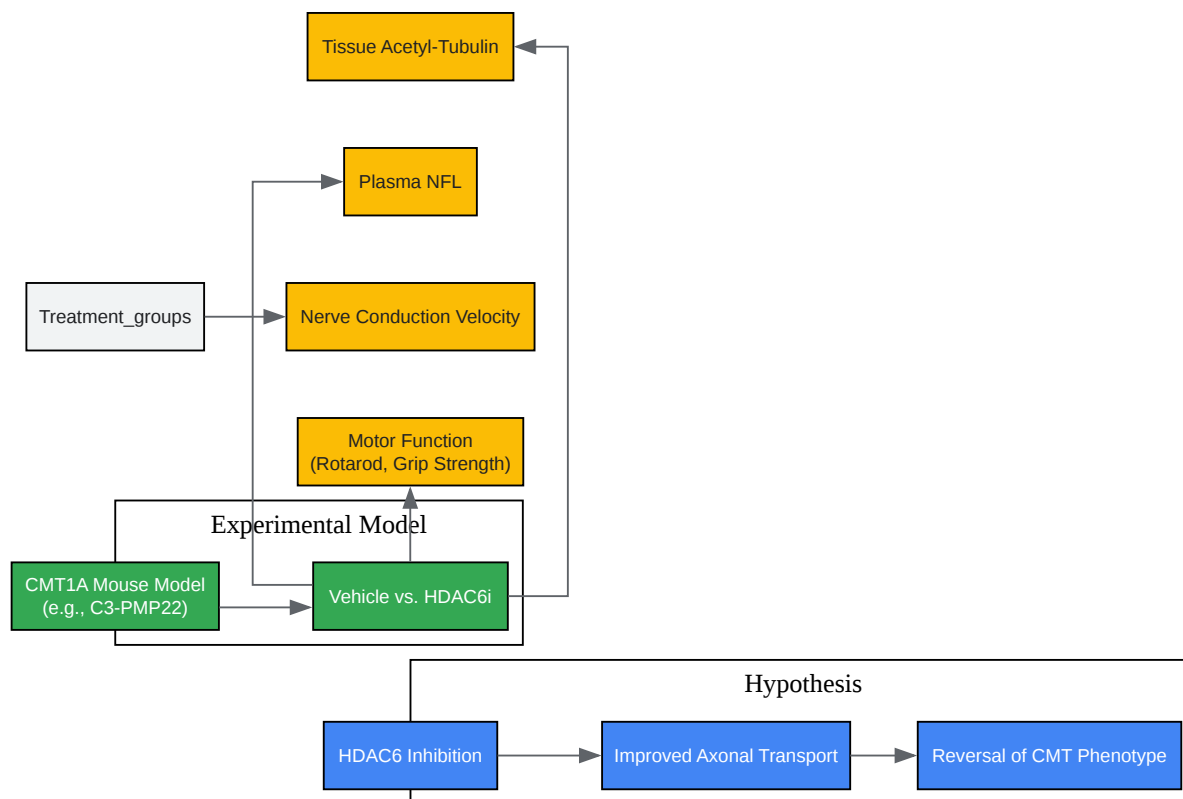 Tissue Acetyl-Tubulin
Plasma NFL
Treatment_groups
Nerve Conduction Velocity
Motor Function
(Rotarod, Grip Strength)
Experimental Model
CMT1A Mouse Model
(e.g., C3-PMP22)
Vehicle vs. HDAC6i
Hypothesis
HDAC6 Inhibition
Improved Axonal Transport
Reversal of CMT Phenotype